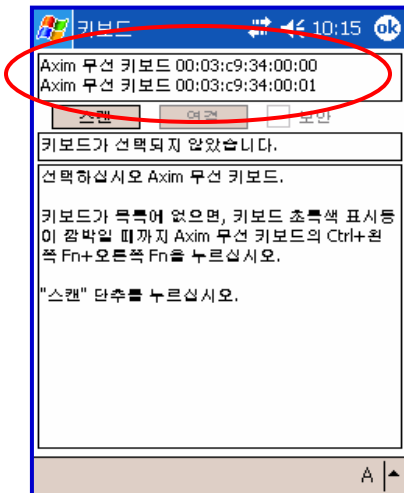 키보드 10:15 ok
Axim 무선 키보드 00:03:c9:34:00:00
Axim 무선 키보드 00:03:c9:34:00:01
스캔 연결 보안
키보드가 선택되지 않았습니다.
선택하십시오 Axim 무선 키보드.
키보드가 목록에 없으면, 키보드 초록색 표시등
이 깜박일 때까지 Axim 무선 키보드의 Ctrl+왼
쪽 Fn+오른쪽 Fn을 누르십시오.
"스캔" 단추를 누르십시오.
A